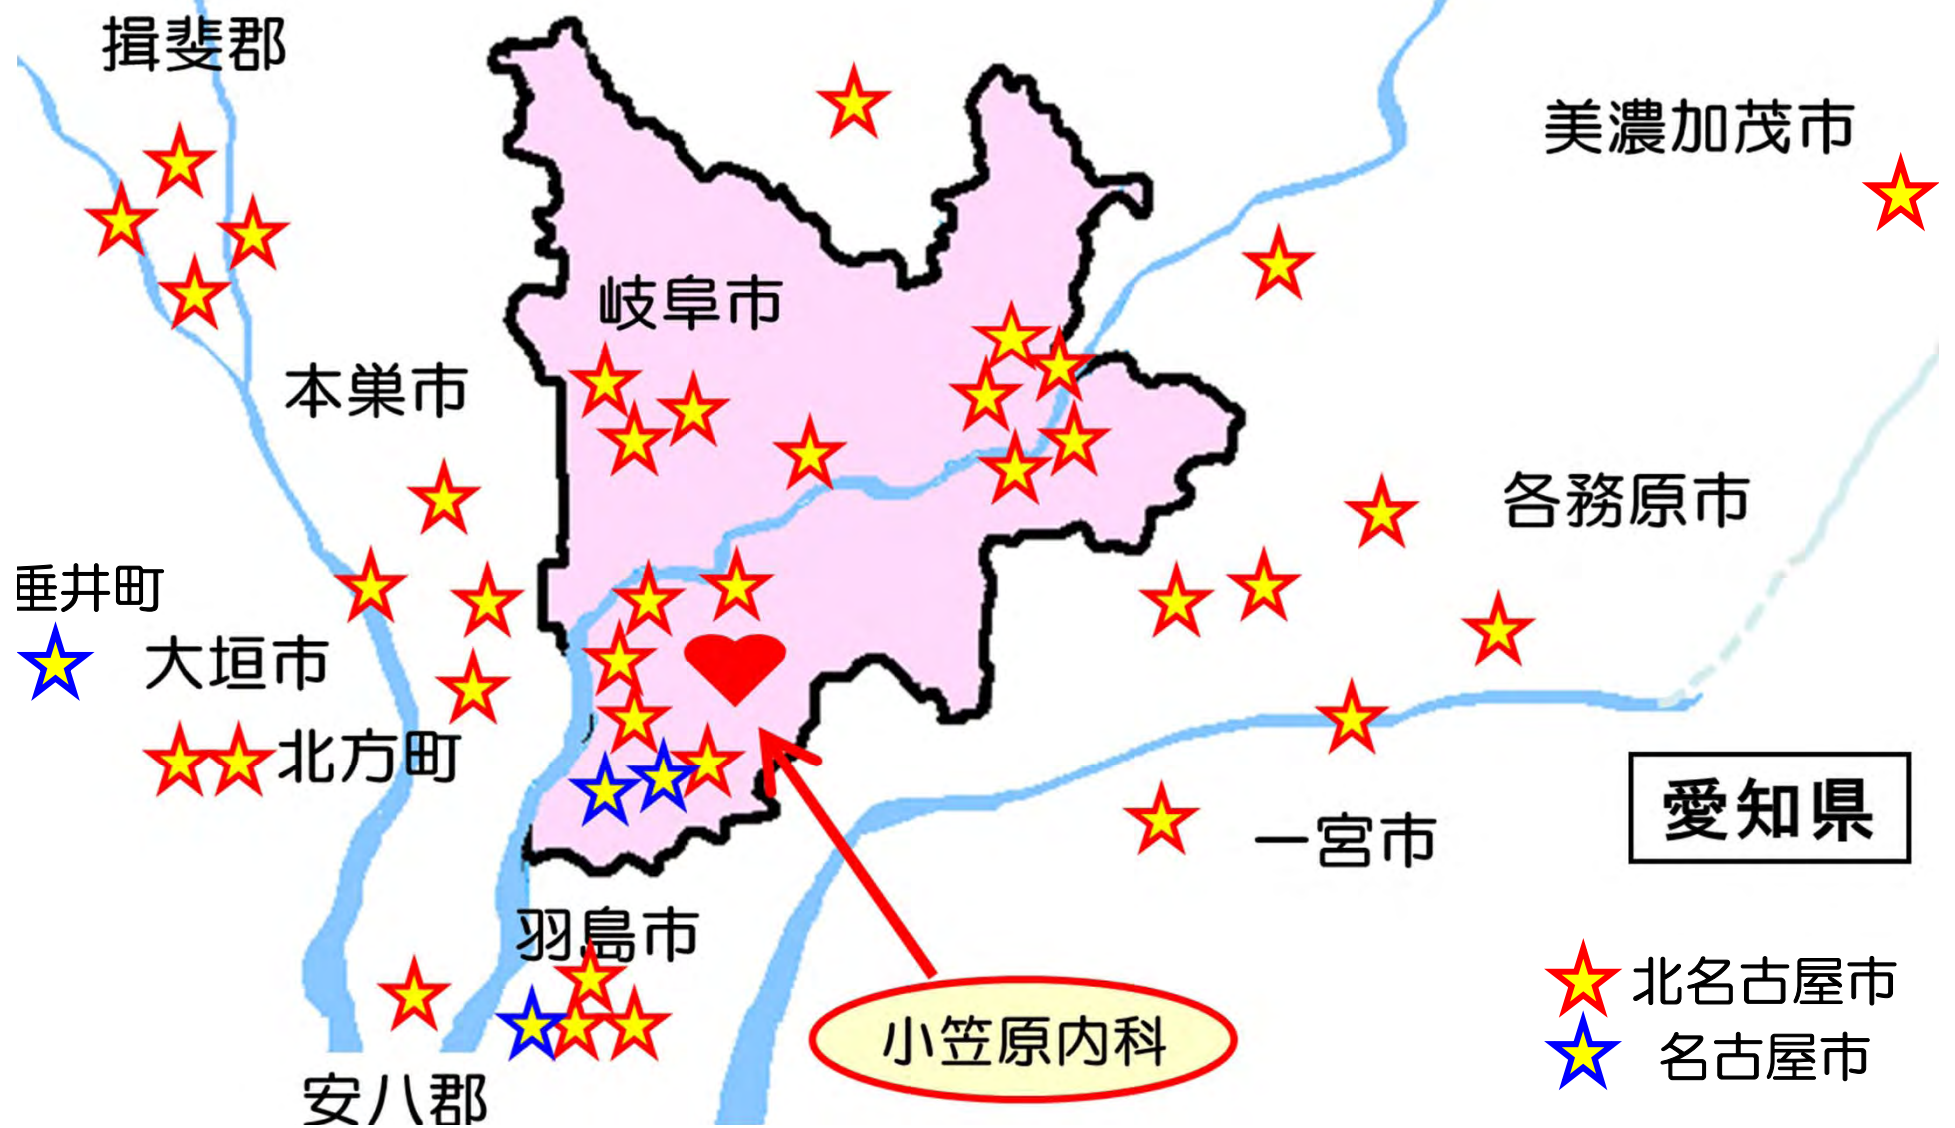 揖斐郡
美濃加茂市
岐阜市
本巣市
各務原市
垂井町
大垣市
北方町
愛知県
一宮市
羽島市
北名古屋市
小笠原内科
名古屋市
安八郡